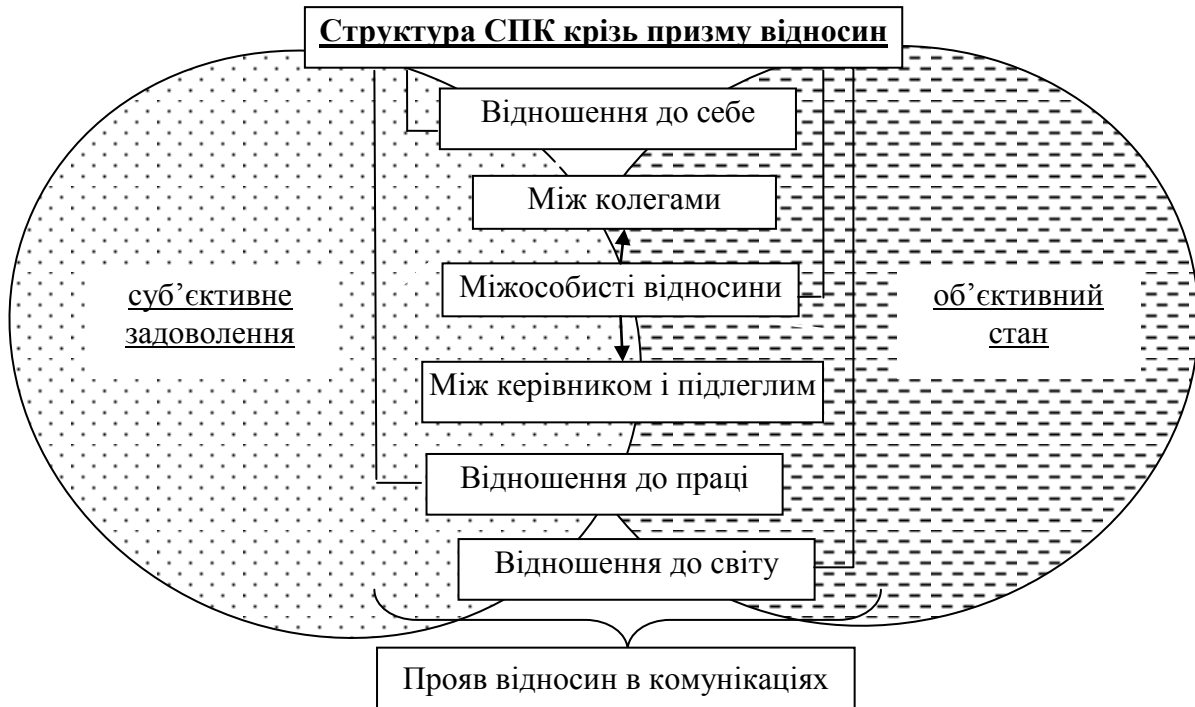 Структура СПК крізь призму відносин
Відношення до себе
Між колегами
суб’єктивне
задоволення
Міжособисті відносини
об’єктивний
стан
Між керівником і підлеглим
Відношення до праці
Відношення до світу
Прояв відносин в комунікаціях